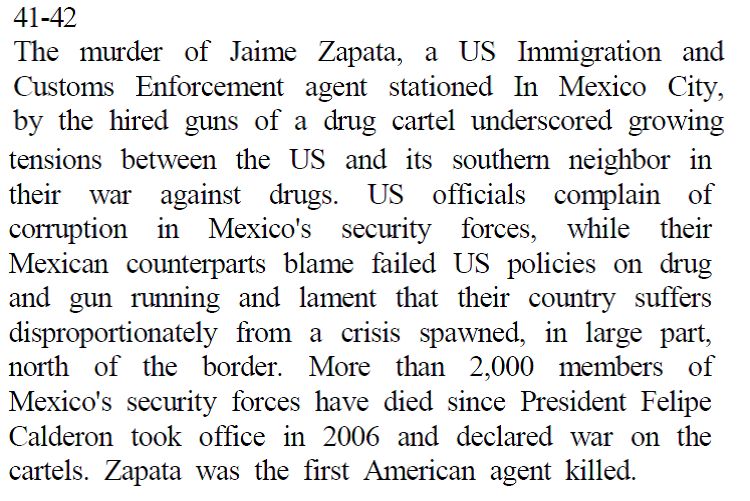 41-42
The murder of Jaime Zapata, a US Immigration and
Customs Enforcement agent stationed In Mexico City,
by the hired guns of a drug cartel underscored growing
tensions between the US and its southern neighbor in
their war against drugs. US officials complain of
corruption in Mexico's security forces, while their
Mexican counterparts blame failed US policies on drug
and gun running and lament that their country suffers
disproportionately from a crisis spawned, in large part,
north of the border. More than 2,000 members of
Mexico's security forces have died since President Felipe
Calderon took office in 2006 and declared war on the
cartels. Zapata was the first American agent killed.